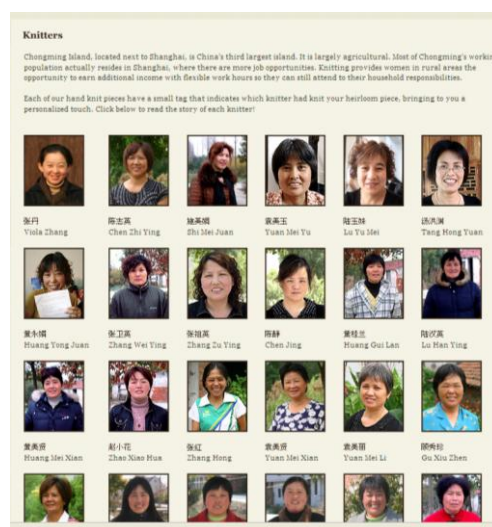 Knitters
Chongming Island, located next to Shanghai, is China's third largest island. It is largely agricultural. Most of Chongming's workin
population actually resides in Shanghai, where there are more job opportunities. Knitting provides women in rural areas the
opportunity to earn additional income with flexible work hours so they can still attend to their household responsibilities.
Each of our hand knit pieces have a small tag that indicates which knitter had knit your heirloom piece, bringing to you a
personalized touch. Click below to read the story of each knitter!
张丹 陈志英 施美娟 袁美玉 陆玉妹 汤洪渊
Viola Zhang Chen Zhi Ying Shi Mei Juan Yuan Mei Yu Lu Yu Mei Tang Hong Yuan
黄永娟 张卫英 张祖英 陈静 黄桂兰 陆汉英
Huang Yong Juan Zhang Wei Ying Zhang Zu Ying Chen Jing Huang Gui Lan Lu Han Ying
黄美贤 赵小花 张红 袁美贤 袁美丽 顾秀珍
Huang Mei Xian Zhao Xiao Hua Zhang Hong Yuan Mei Xian Yuan Mei Li Gu Xiu Zhen